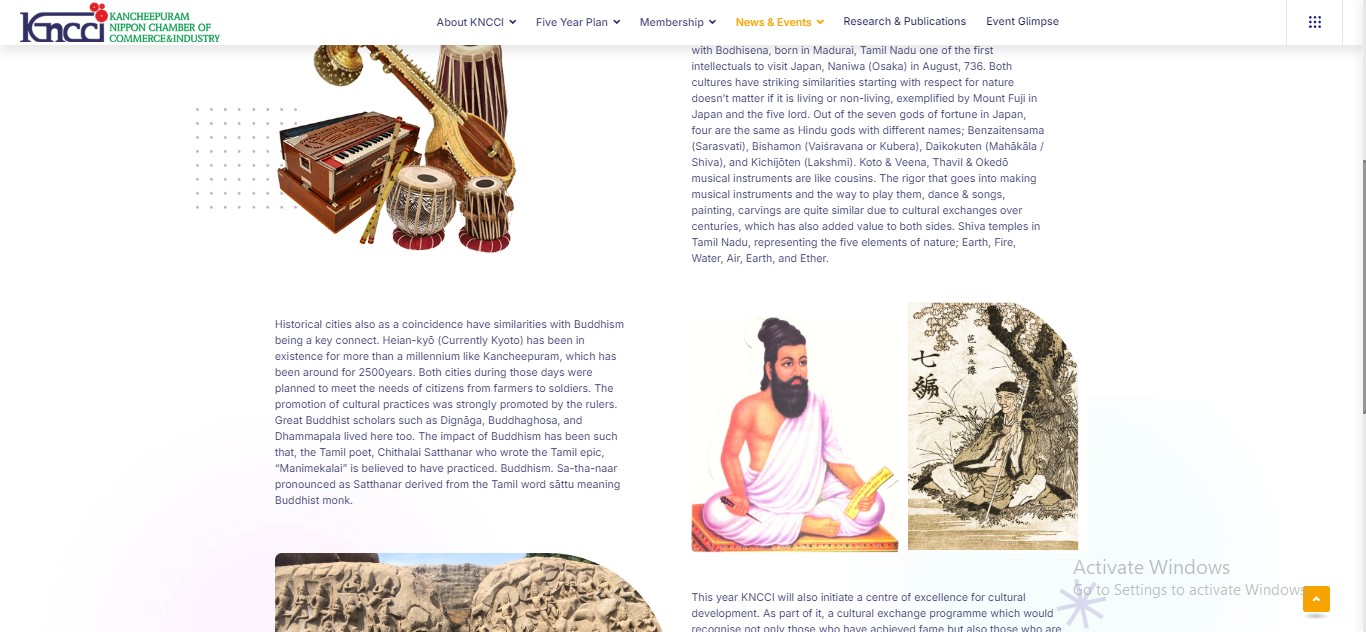 Kncci
KANCHEEPURAM
NIPPON CHAMBER OF
COMMERCE&INDUSTRY
About KNCCI
Five Year Plan
Membership
News & Events
Research & Publications
Event Glimpse
with Bodhisena, born in Madurai, Tamil Nadu one of the first
intellectuals to visit Japan, Naniwa (Osaka) in August, 736. Both
cultures have striking similarities starting with respect for nature
doesn't matter if it is living or non-living, exemplified by Mount Fuji in
Japan and the five lord. Out of the seven gods of fortune in Japan,
four are the same as Hindu gods with different names; Benzaitensama
(Sarasvati), Bishamon (Vaiśravana or Kubera), Daikokuten (Mahākāla /
Shiva), and Kichijōten (Lakshmi). Koto & Veena, Thavil & Okedō
musical instruments are like cousins. The rigor that goes into making
musical instruments and the way to play them, dance & songs,
painting, carvings are quite similar due to cultural exchanges over
centuries, which has also added value to both sides. Shiva temples in
Tamil Nadu, representing the five elements of nature; Earth, Fire,
Water, Air, Earth, and Ether.
Historical cities also as a coincidence have similarities with Buddhism
being a key connect. Heian-kyō (Currently Kyoto) has been in
existence for more than a millennium like Kancheepuram, which has
been around for 2500years. Both cities during those days were
planned to meet the needs of citizens from farmers to soldiers. The
promotion of cultural practices was strongly promoted by the rulers.
Great Buddhist scholars such as Dignāga, Buddhaghosa, and
Dhammapala lived here too. The impact of Buddhism has been such
that, the Tamil poet, Chithalai Satthanar who wrote the Tamil epic,
“Manimekalai” is believed to have practiced. Buddhism. Sa-tha-naar
pronounced as Satthanar derived from the Tamil word sāttu meaning
Buddhist monk.
芭蕉之像
七編
This year KNCCI will also initiate a centre of excellence for cultural
development. As part of it, a cultural exchange programme which would
recognise not only those who have achieved fame but also those who are
Activate Windows
Go to Settings to activate Windows.